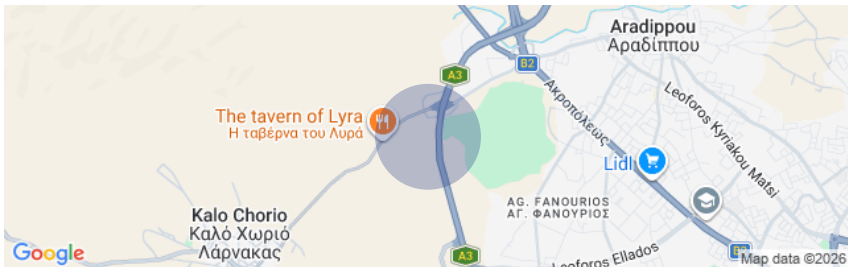 Aradippou
Αραδίππου
B2
A3
The tavern of Lyra
Η ταβέρνα του Λυρά
Ακροπόλεως
Leoforos Kyriakou Matsi
Lidl
AG. FANOURIOS
ΑΓ. ΦΑΝΟΥΡΙΟΣ
Kalo Chorio
Καλό Χωριό
Λάρνακας
A3
Leoforos Ellados
B2
Google
Map data ©2026